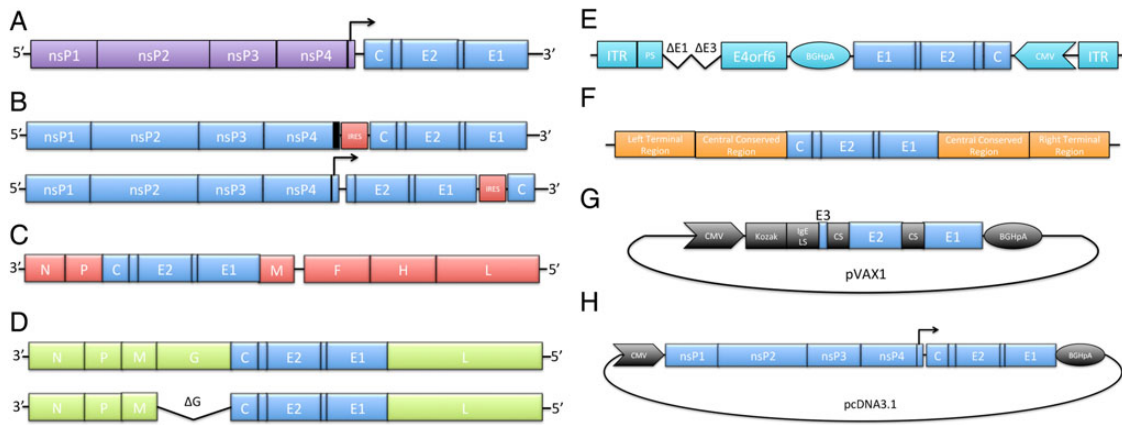 A
5′ nsP1 nsP2 nsP3 nsP4 C E2 E1 3′
B
5′ nsP1 nsP2 nsP3 nsP4 IRES C E2 E1 3′
5′ nsP1 nsP2 nsP3 nsP4 E2 E1 IRES C 3′
C
3′ N P C E2 E1 M F H L 5′
D
3′ N P M G C E2 E1 L 5′
3′ N P M ΔG C E2 E1 L 5′
E
ΔE1 ΔE3
ITR PS E4orf6 BGHpA E1 E2 C CMV ITR
F
Left Terminal Region Central Conserved Region C E2 E1 Central Conserved Region Right Terminal Region
G
E3
CMV Kozak IgE LS CS E2 CS E1 BGHpA
pVAX1
H
CMV nsP1 nsP2 nsP3 nsP4 C E2 E1 BGHpA
pcDNA3.1